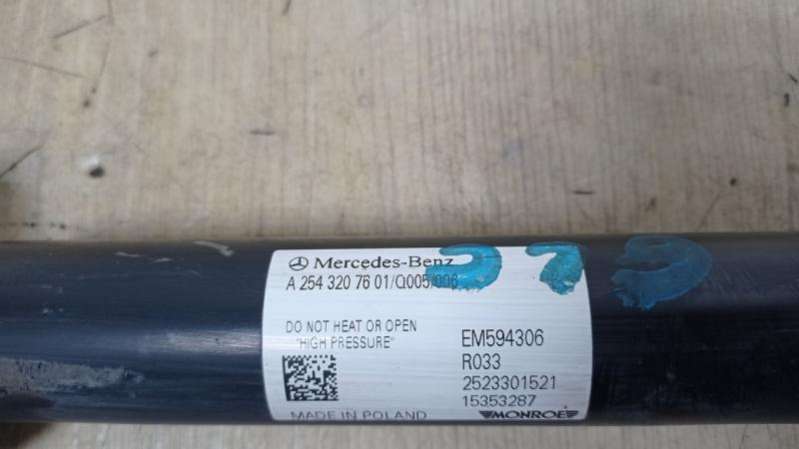 Mercedes-Benz
A 254 320 76 01/Q005/006
DO NOT HEAT OR OPEN
"HIGH PRESSURE"
EM594306
R033
2523301521
15353287
MADE IN POLAND
MONROE